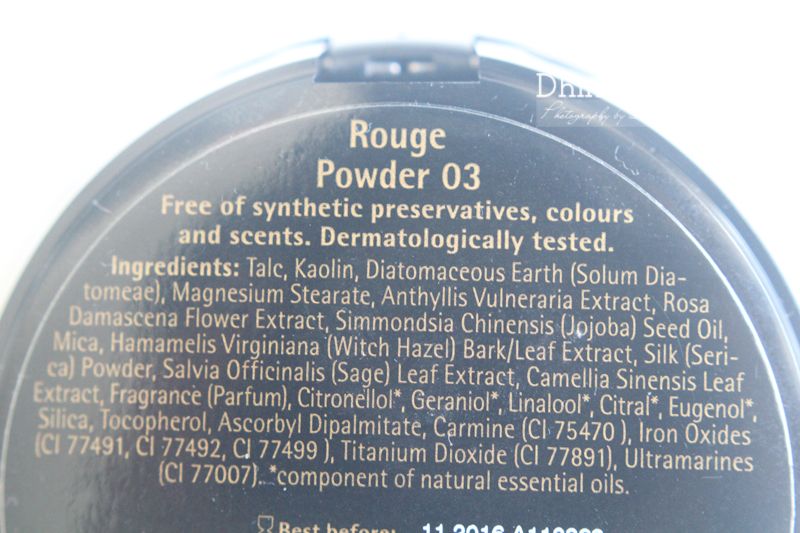 Photography by
Rouge
Powder 03
Free of synthetic preservatives, colours
and scents. Dermatologically tested.
Ingredients: Talc, Kaolin, Diatomaceous Earth (Solum Dia-
tomeae), Magnesium Stearate, Anthyllis Vulneraria Extract, Rosa
Damascena Flower Extract, Simmondsia Chinensis (Jojoba) Seed Oil,
Mica, Hamamelis Virginiana (Witch Hazel) Bark/Leaf Extract, Silk (Seri-
ca) Powder, Salvia Officinalis (Sage) Leaf Extract, Camellia Sinensis Leaf
Extract, Fragrance (Parfum), Citronellol*, Geraniol*, Linalool*, Citral*, Eugenol*,
Silica, Tocopherol, Ascorbyl Dipalmitate, Carmine (CI 75470 ), Iron Oxides
(CI 77491, CI 77492, CI 77499 ), Titanium Dioxide (CI 77891), Ultramarines
(CI 77007). *component of natural essential oils.
Best before: 11.2016